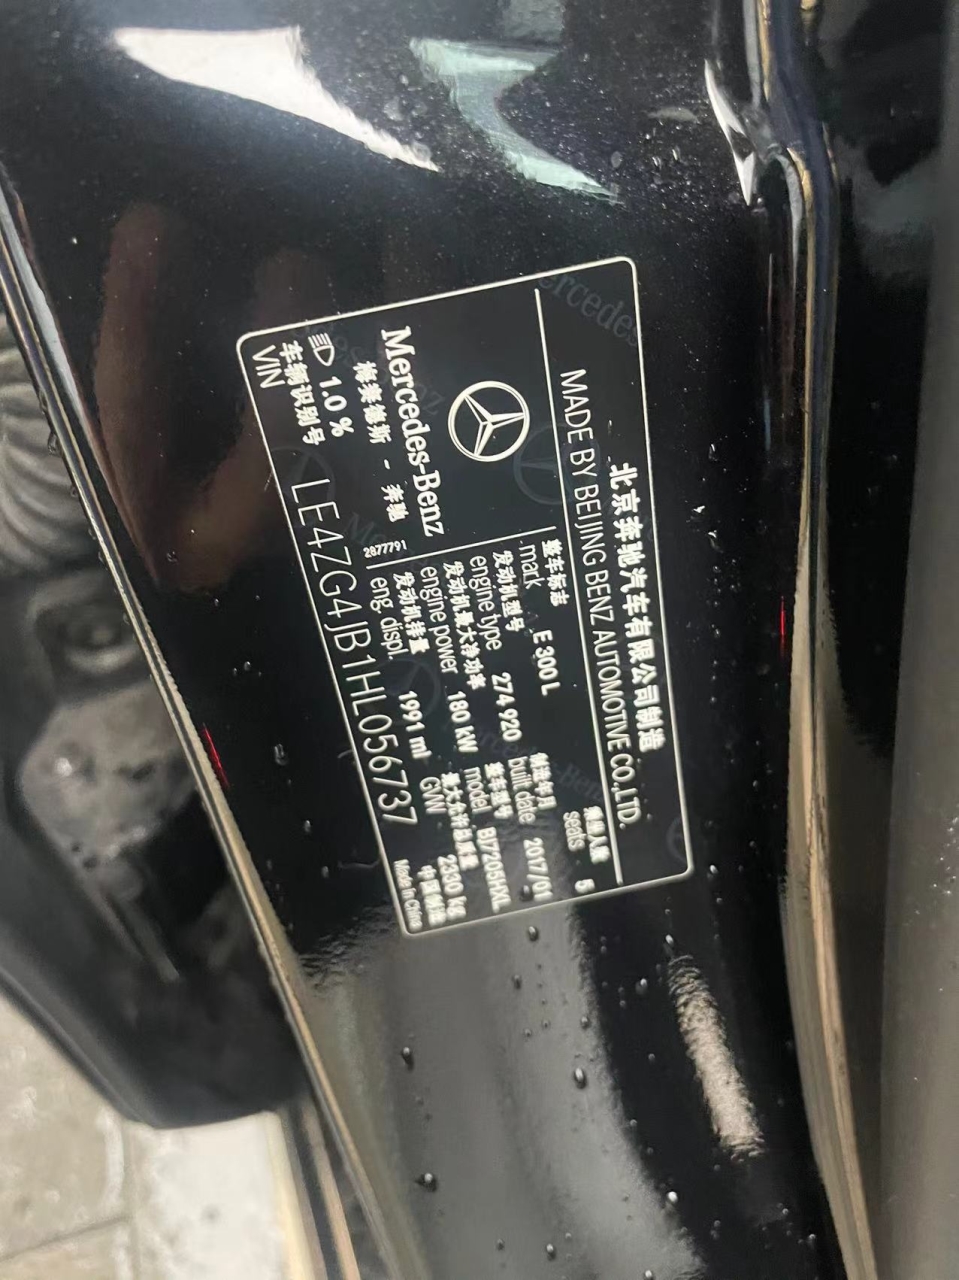 北京奔驰汽车有限公司制造
MADE BY BEIJING BENZ AUTOMOTIVE CO.,LTD.
Mercedes-Benz
梅赛德斯 - 奔驰
2877791
整车标志
mark E 300 L
乘坐人数
seats 5
发动机型号
engine type 274 920
制造年月
built date 2017/01
发动机最大净功率
engine power 180 kW
整车型号
model BJ7205HXL
发动机排量
eng. displ 1991 ml
最大允许总质量
GVW 2330 kg
1.0 %
车辆识别号
VIN LE4ZG4JB1HL056737
中国制造
Made in China